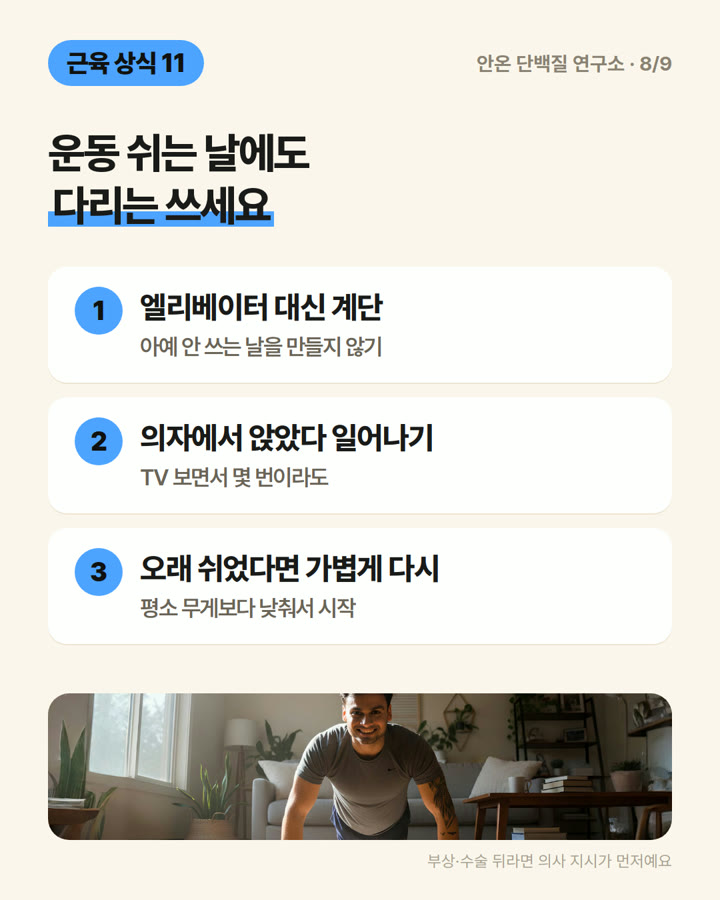 근육 상식 11
안온 단백질 연구소 · 8/9
운동 쉬는 날에도
다리는 쓰세요
1 엘리베이터 대신 계단
아예 안 쓰는 날을 만들지 않기
2 의자에서 앉았다 일어나기
TV 보면서 몇 번이라도
3 오래 쉬었다면 가볍게 다시
평소 무게보다 낮춰서 시작
부상·수술 뒤라면 의사 지시가 먼저예요